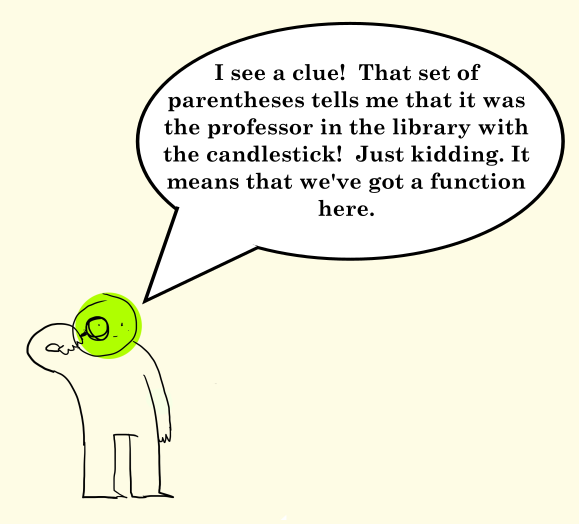 I see a clue!  That set of
parentheses tells me that it was
the professor in the library with
the candlestick!  Just kidding. It
means that we've got a function
here.